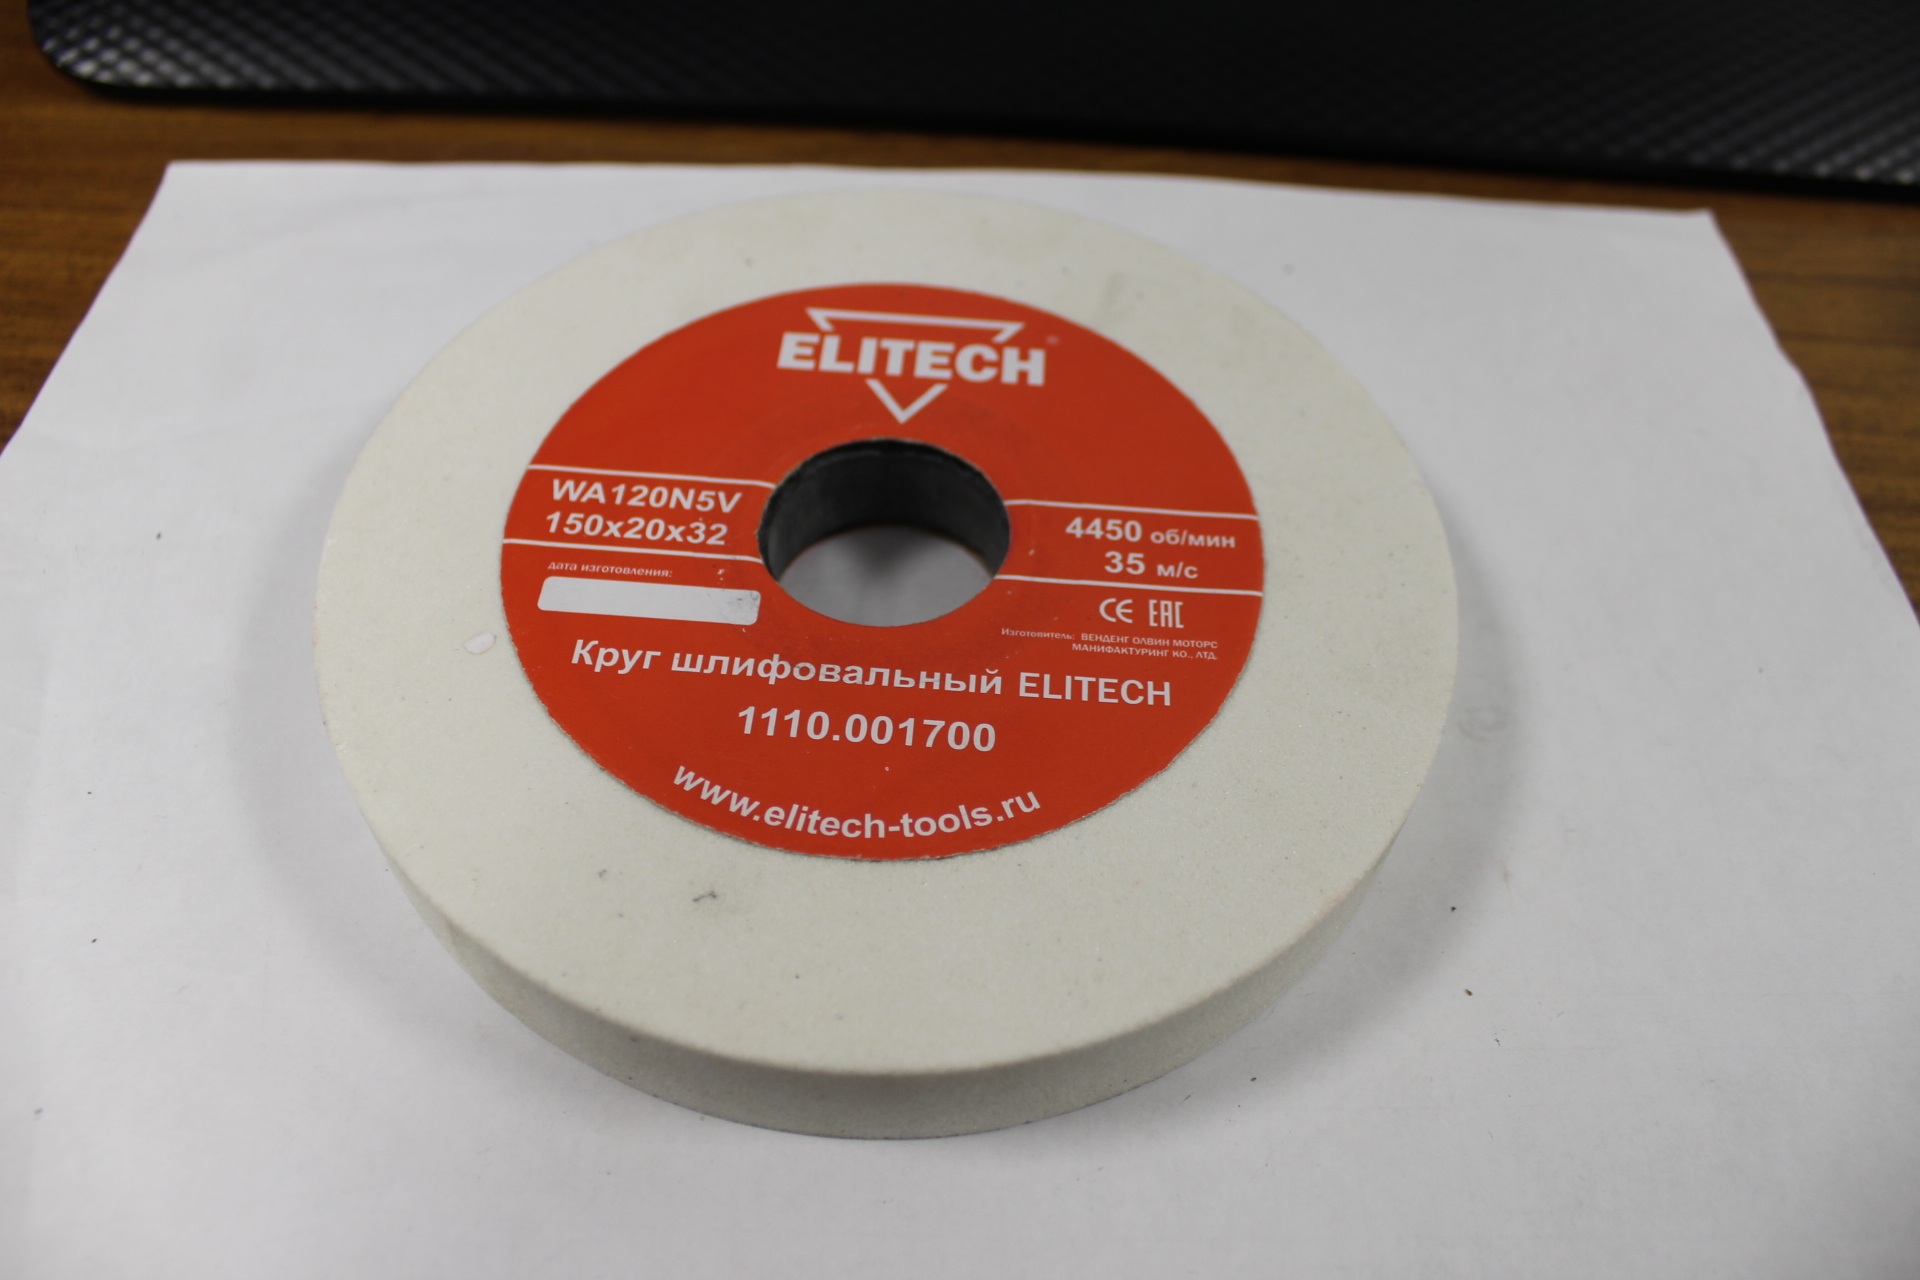 ELITECH
WA120N5V
150x20x32
4450 об/мин
35 м/с
дата изготовления:
CE EAC
Изготовитель: ВЕНДЕНГ ОЛВИН МОТОРС
МАНИФАКТУРИНГ КО., ЛТД.
Круг шлифовальный ELITECH
1110.001700
www.elitech-tools.ru